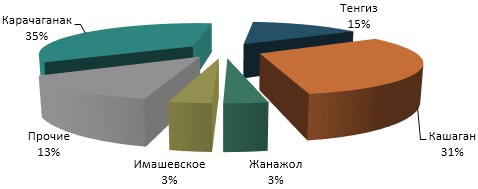 Карачаганак
35%
Тенгиз
15%
Кашаган
31%
Жанажол
3%
Имашевское
3%
Прочие
13%